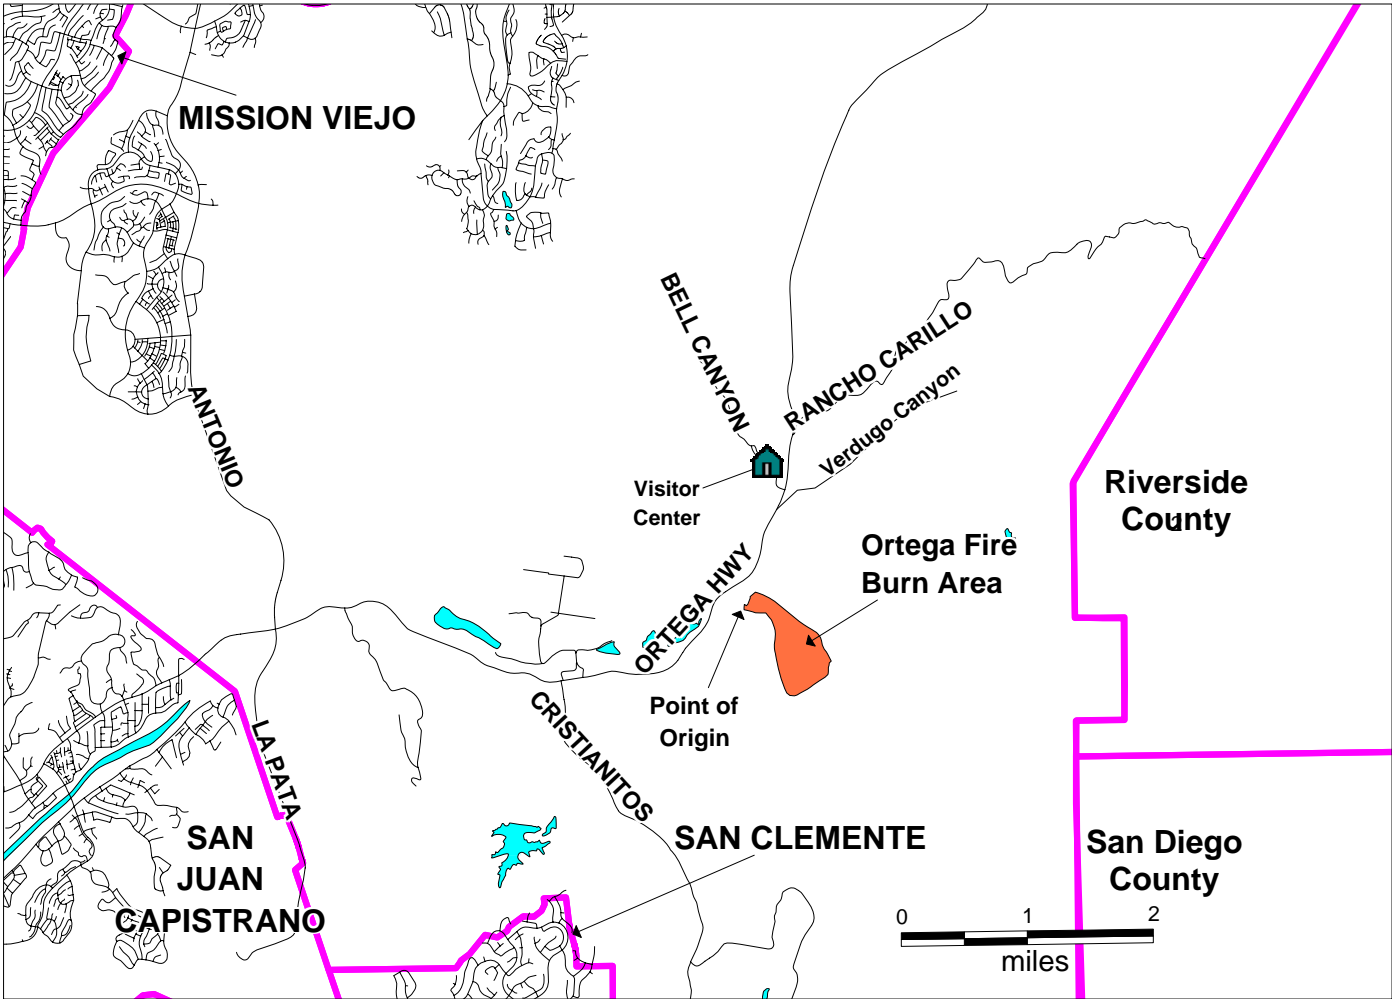 MISSION VIEJO
BELL CANYON
RANCHO CARILLO
Verdugo Canyon
ANTONIO
Visitor
Center
Riverside
County
Ortega Fire
Burn Area
ORTEGA HWY
Point of
Origin
CRISTIANITOS
LA PATA
SAN
JUAN
CAPISTRANO
SAN CLEMENTE
San Diego
County
0 1 2
miles